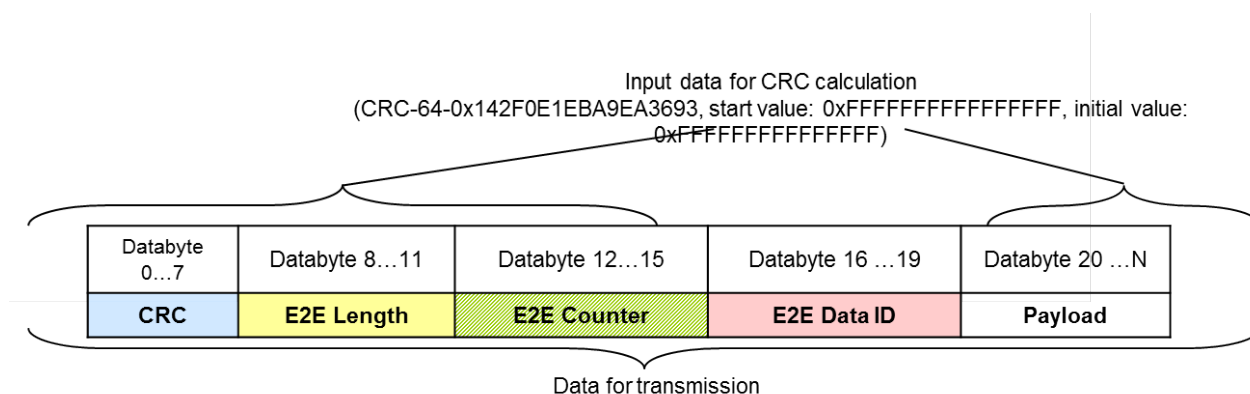 Input data for CRC calculation
(CRC-64-0x142F0E1EBA9EA3693, start value: 0xFFFFFFFFFFFFFFFF, initial value:
0xFFFFFFFFFFFFFFF)
Databyte
0…7
Databyte 8…11
Databyte 12…15
Databyte 16 …19
Databyte 20 …N
CRC
E2E Length
E2E Counter
E2E Data ID
Payload
Data for transmission